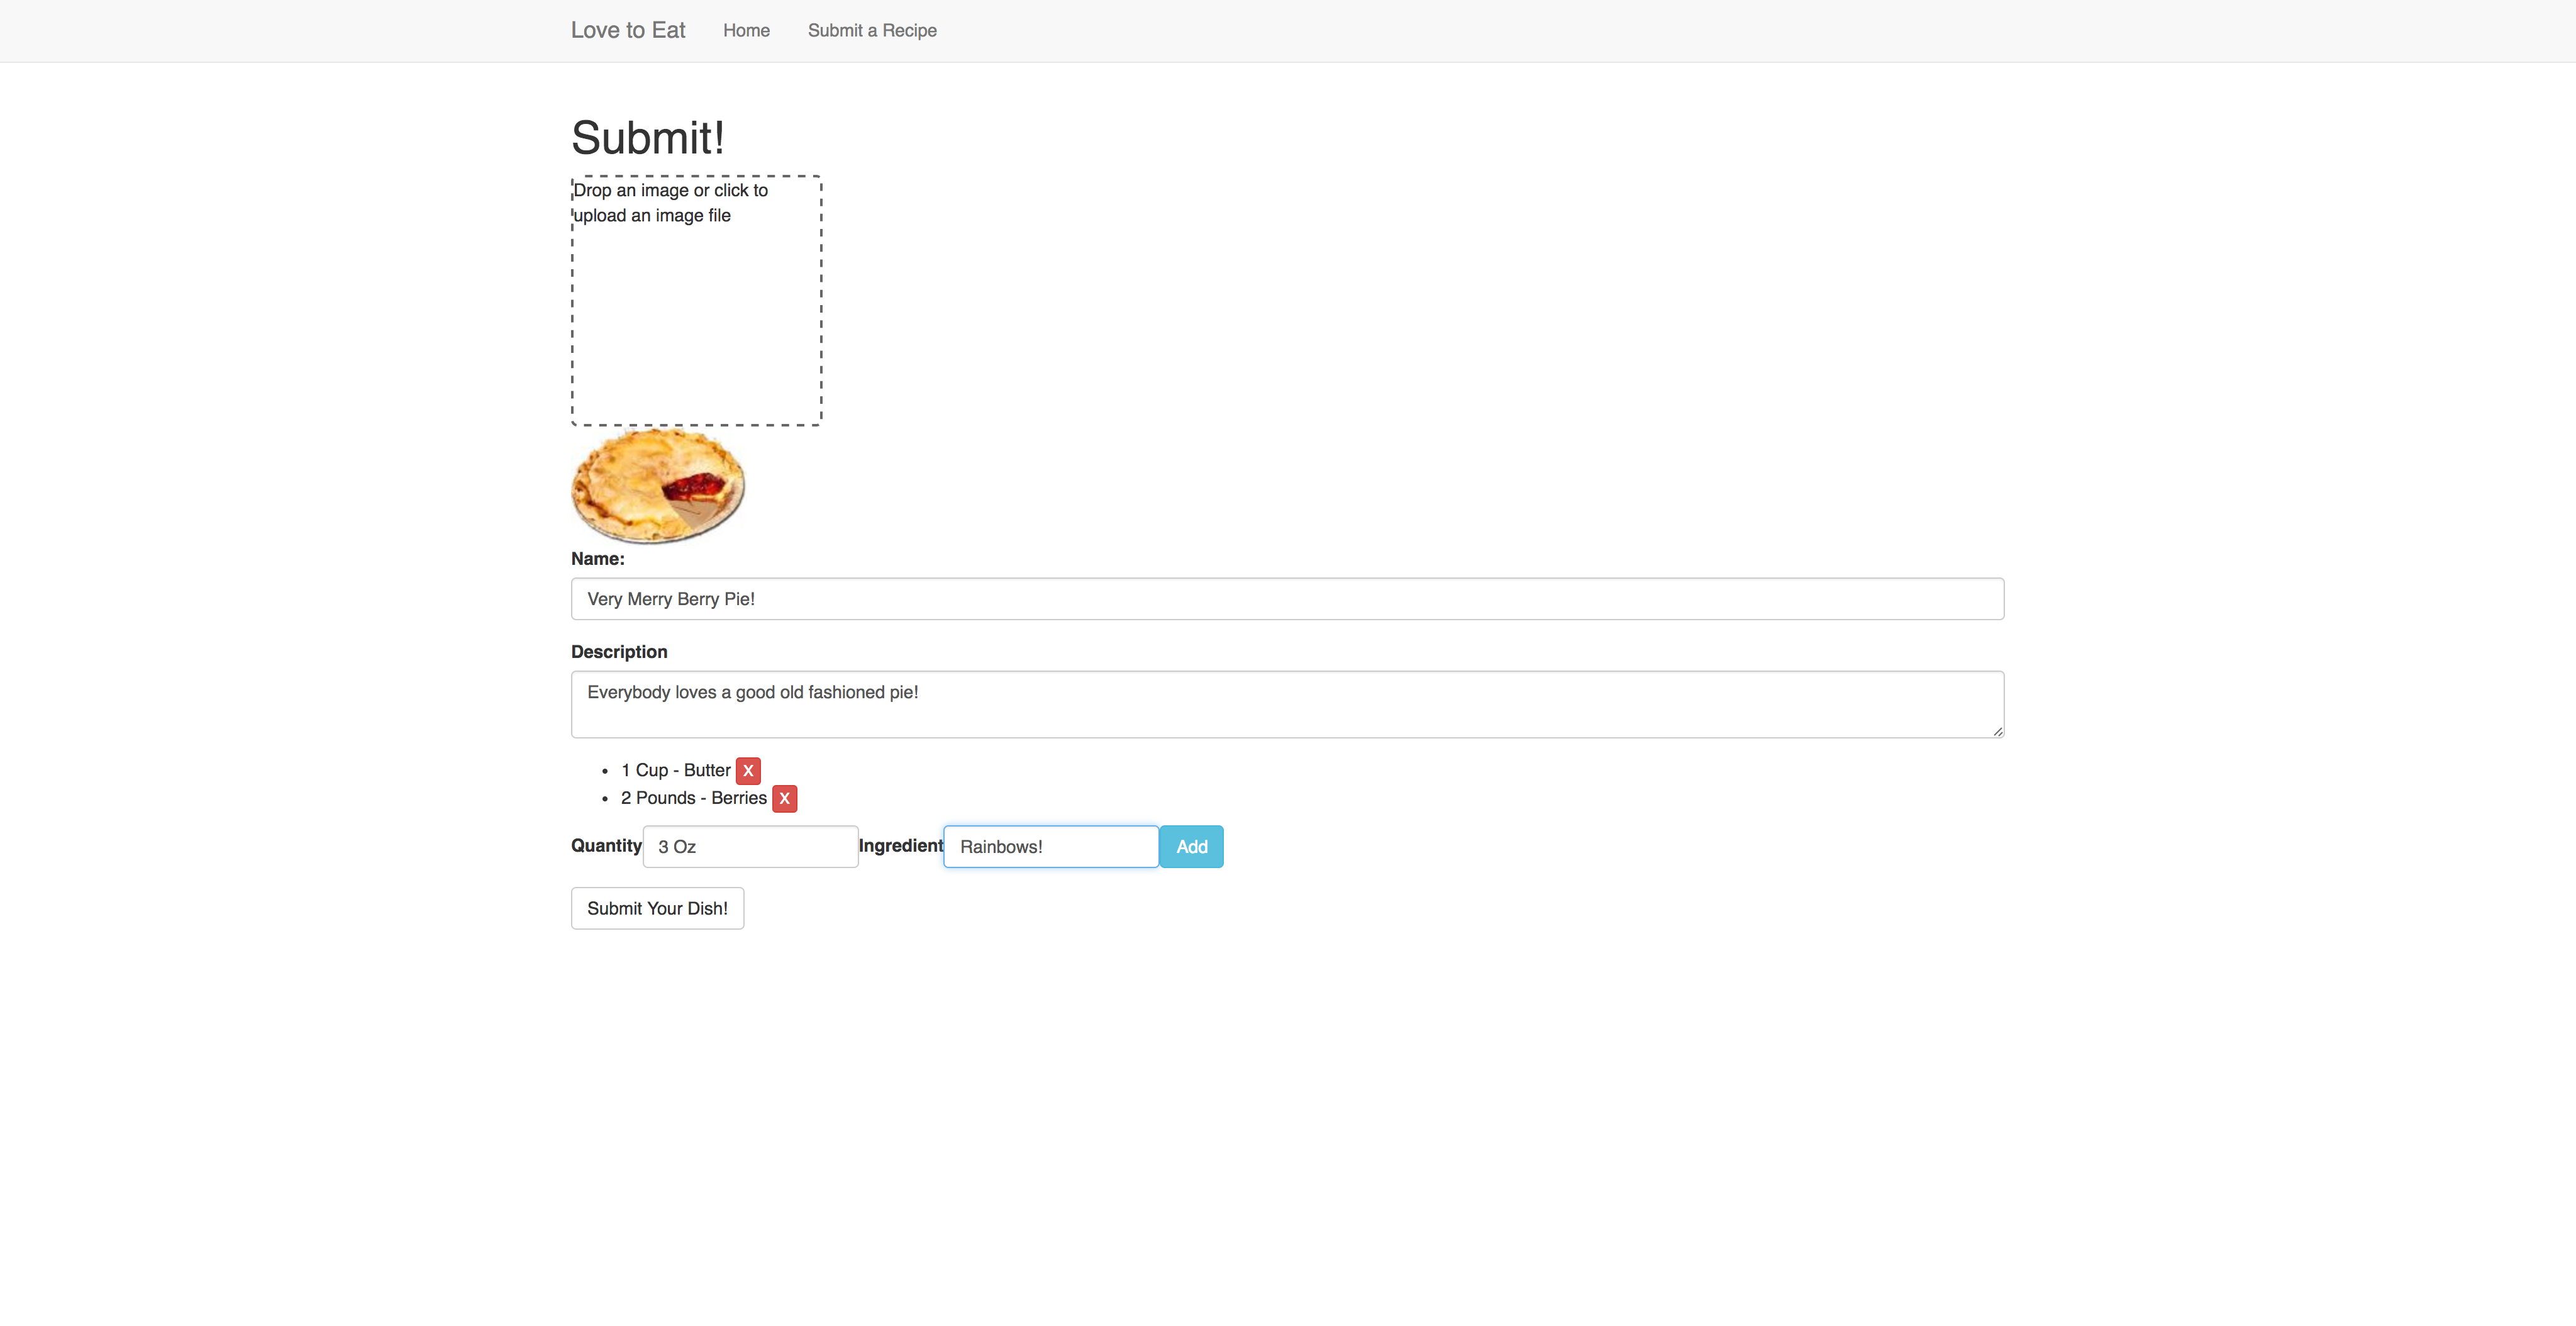 Love to Eat Home Submit a Recipe
Submit!
Drop an image or click to
upload an image file
Name:
Very Merry Berry Pie!
Description
Everybody loves a good old fashioned pie!
1 Cup - Butter X
2 Pounds - Berries X
Quantity 3 Oz Ingredient Rainbows! Add
Submit Your Dish!